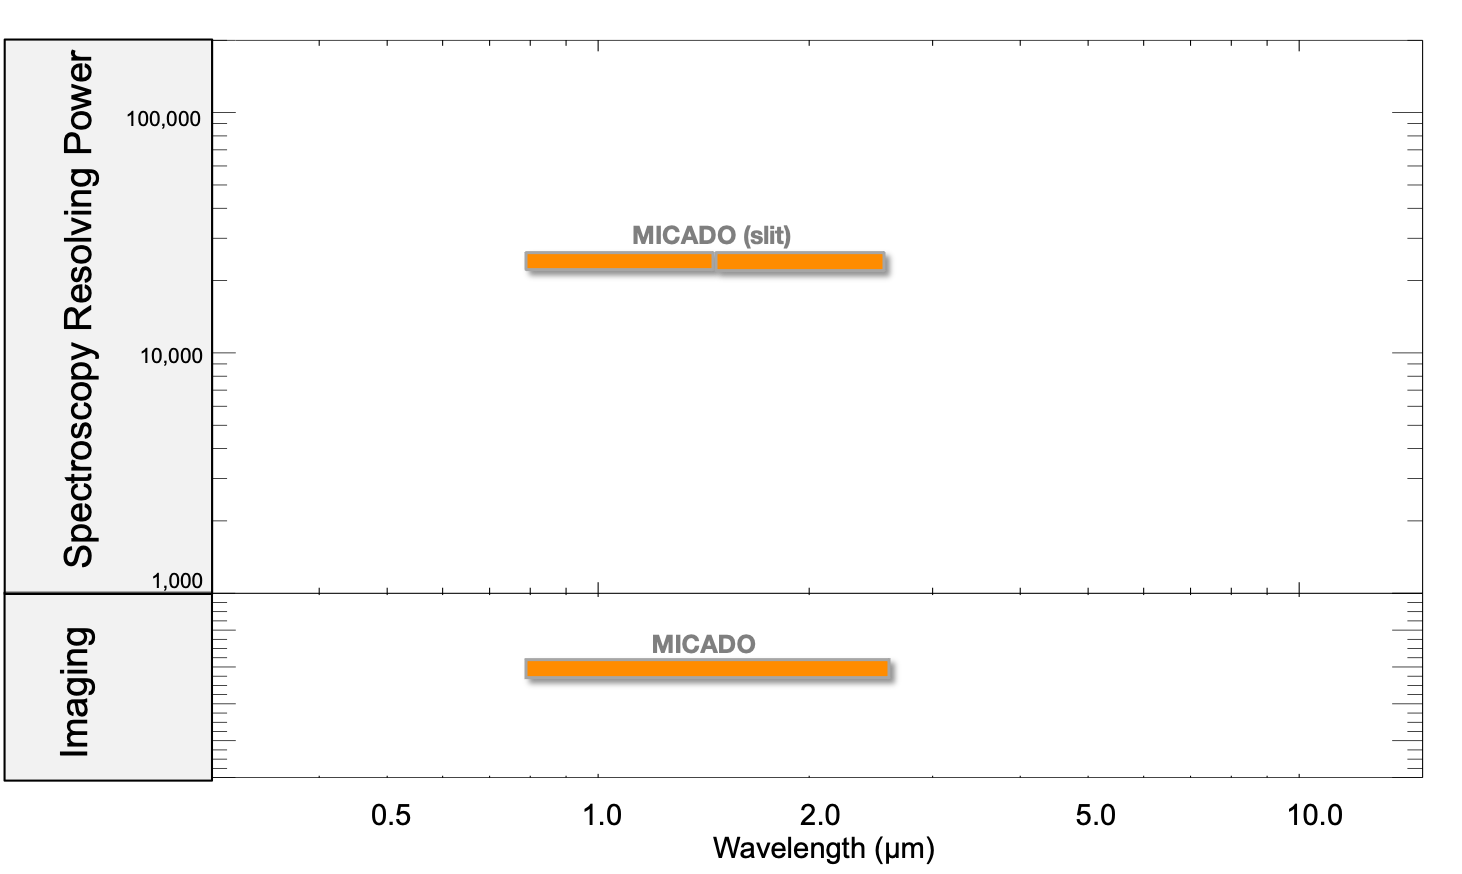 Spectroscopy Resolving Power
100,000
MICADO (slit)
10,000
1,000
Imaging
MICADO
0.5 1.0 2.0 5.0 10.0
Wavelength (µm)